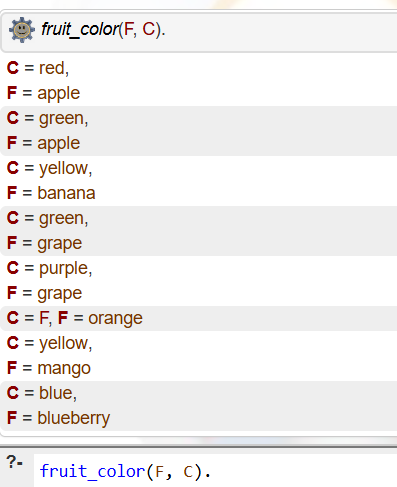 fruit_color(F, C).
C = red,
F = apple
C = green,
F = apple
C = yellow,
F = banana
C = green,
F = grape
C = purple,
F = grape
C = F, F = orange
C = yellow,
F = mango
C = blue,
F = blueberry
?- fruit_color(F, C).